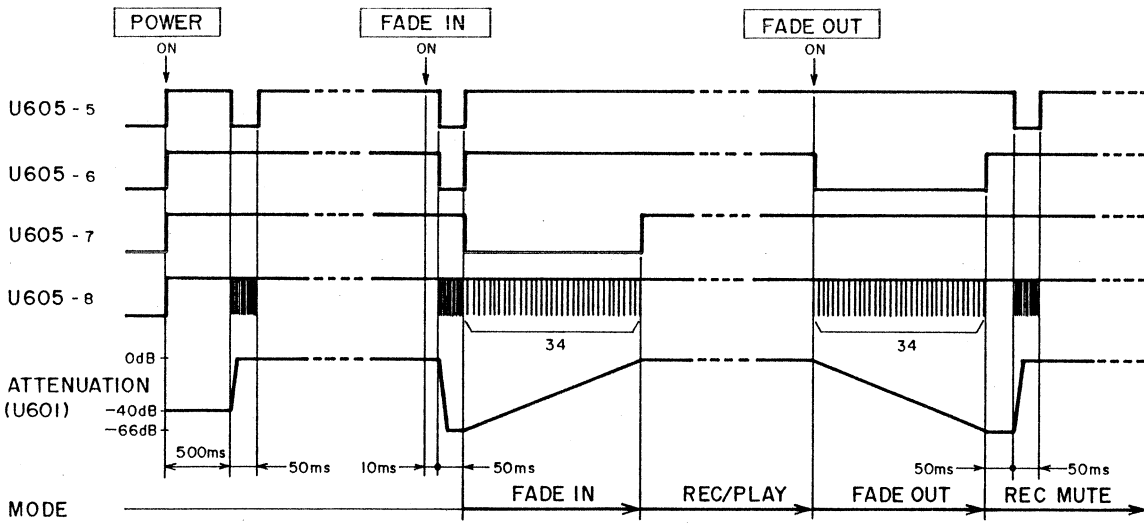 POWER FADE IN FADE OUT
ON ON ON
U605-5
U605-6
U605-7
U605-8
34 34
0dB
ATTENUATION
(U601)
-40dB
-66dB
500ms 50ms 10ms 50ms 50ms 50ms
FADE IN REC/PLAY FADE OUT REC MUTE
MODE